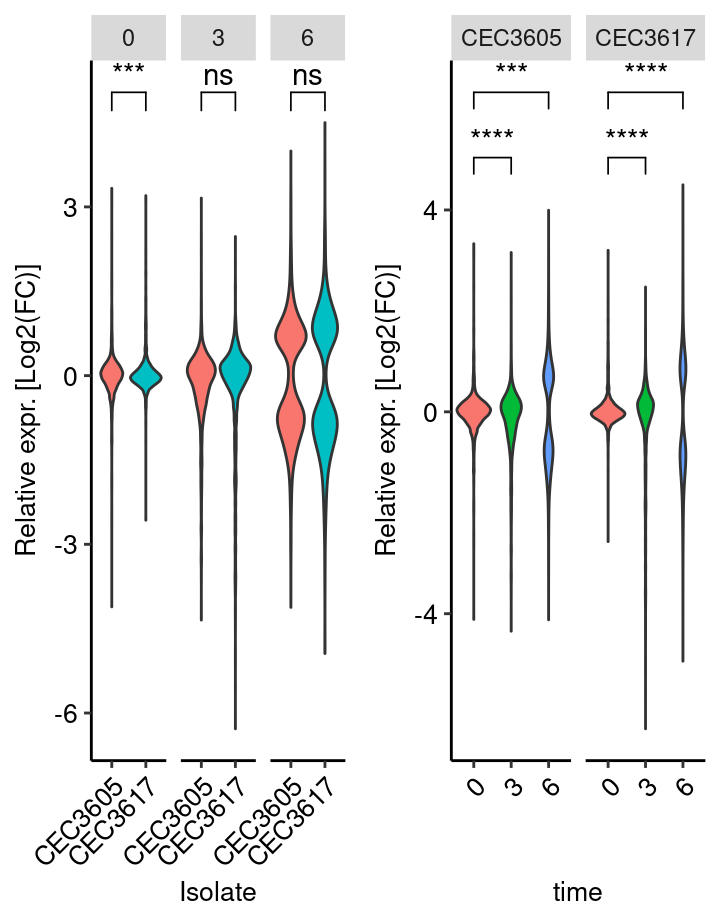 0 3 6
*** ns ns
3
0
-3
-6
Relative expr. [Log2(FC)]
CEC3605 CEC3617 CEC3605 CEC3617 CEC3605 CEC3617
Isolate
CEC3605 CEC3617
*** ****
**** ****
4
0
-4
Relative expr. [Log2(FC)]
0 3 6 0 3 6
time